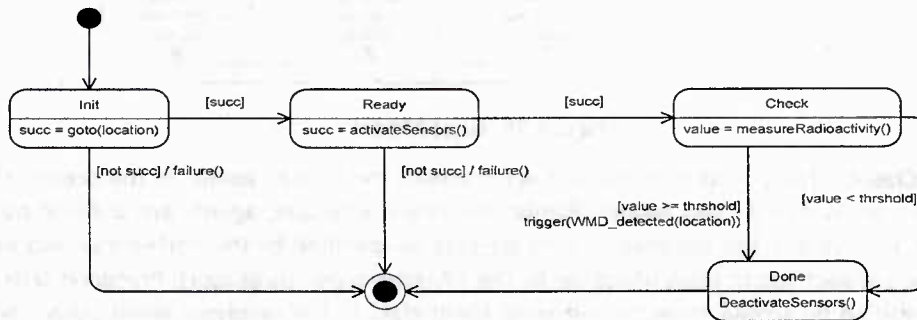 Init
succ = goto(location)
[succ]
Ready
succ = activateSensors()
[succ]
Check
value = measureRadioactivity()
[not succ] / failure()
[not succ] / failure()
[value >= thrshold]
trigger(WMD_detected(location))
[value < thrshold]
Done
DeactivateSensors()